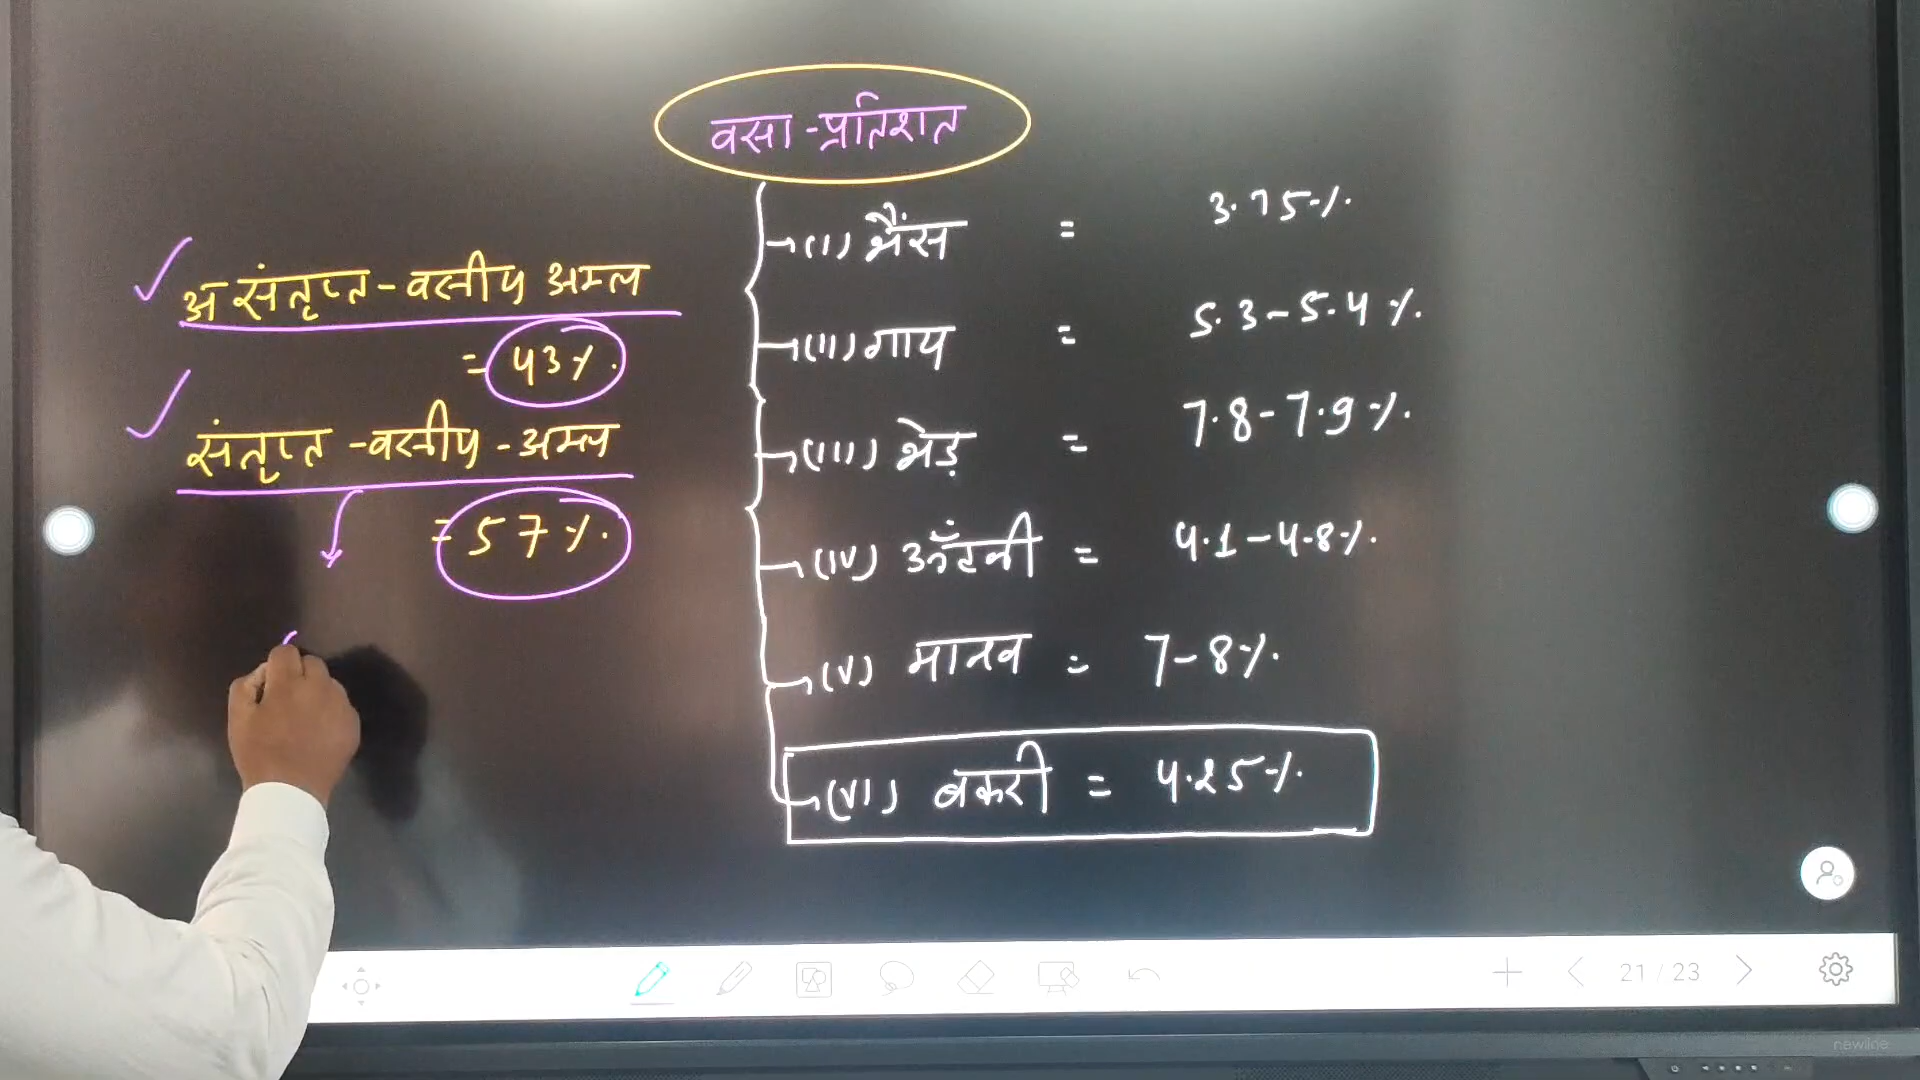 वसा-प्रतिशत
असंतृप्त-वसीय अम्ल
= 43%
संतृप्त-वसीय-अम्ल
= 57%
(I) भैंस = 3.75%
(II) गाय = 5.3-5.4%
(III) भेड़ = 7.8-7.9%
(IV) ऊँटनी = 4.1-4.8%
(V) मानव = 7-8%
(VI) बकरी = 4.25%
21 / 23
newline